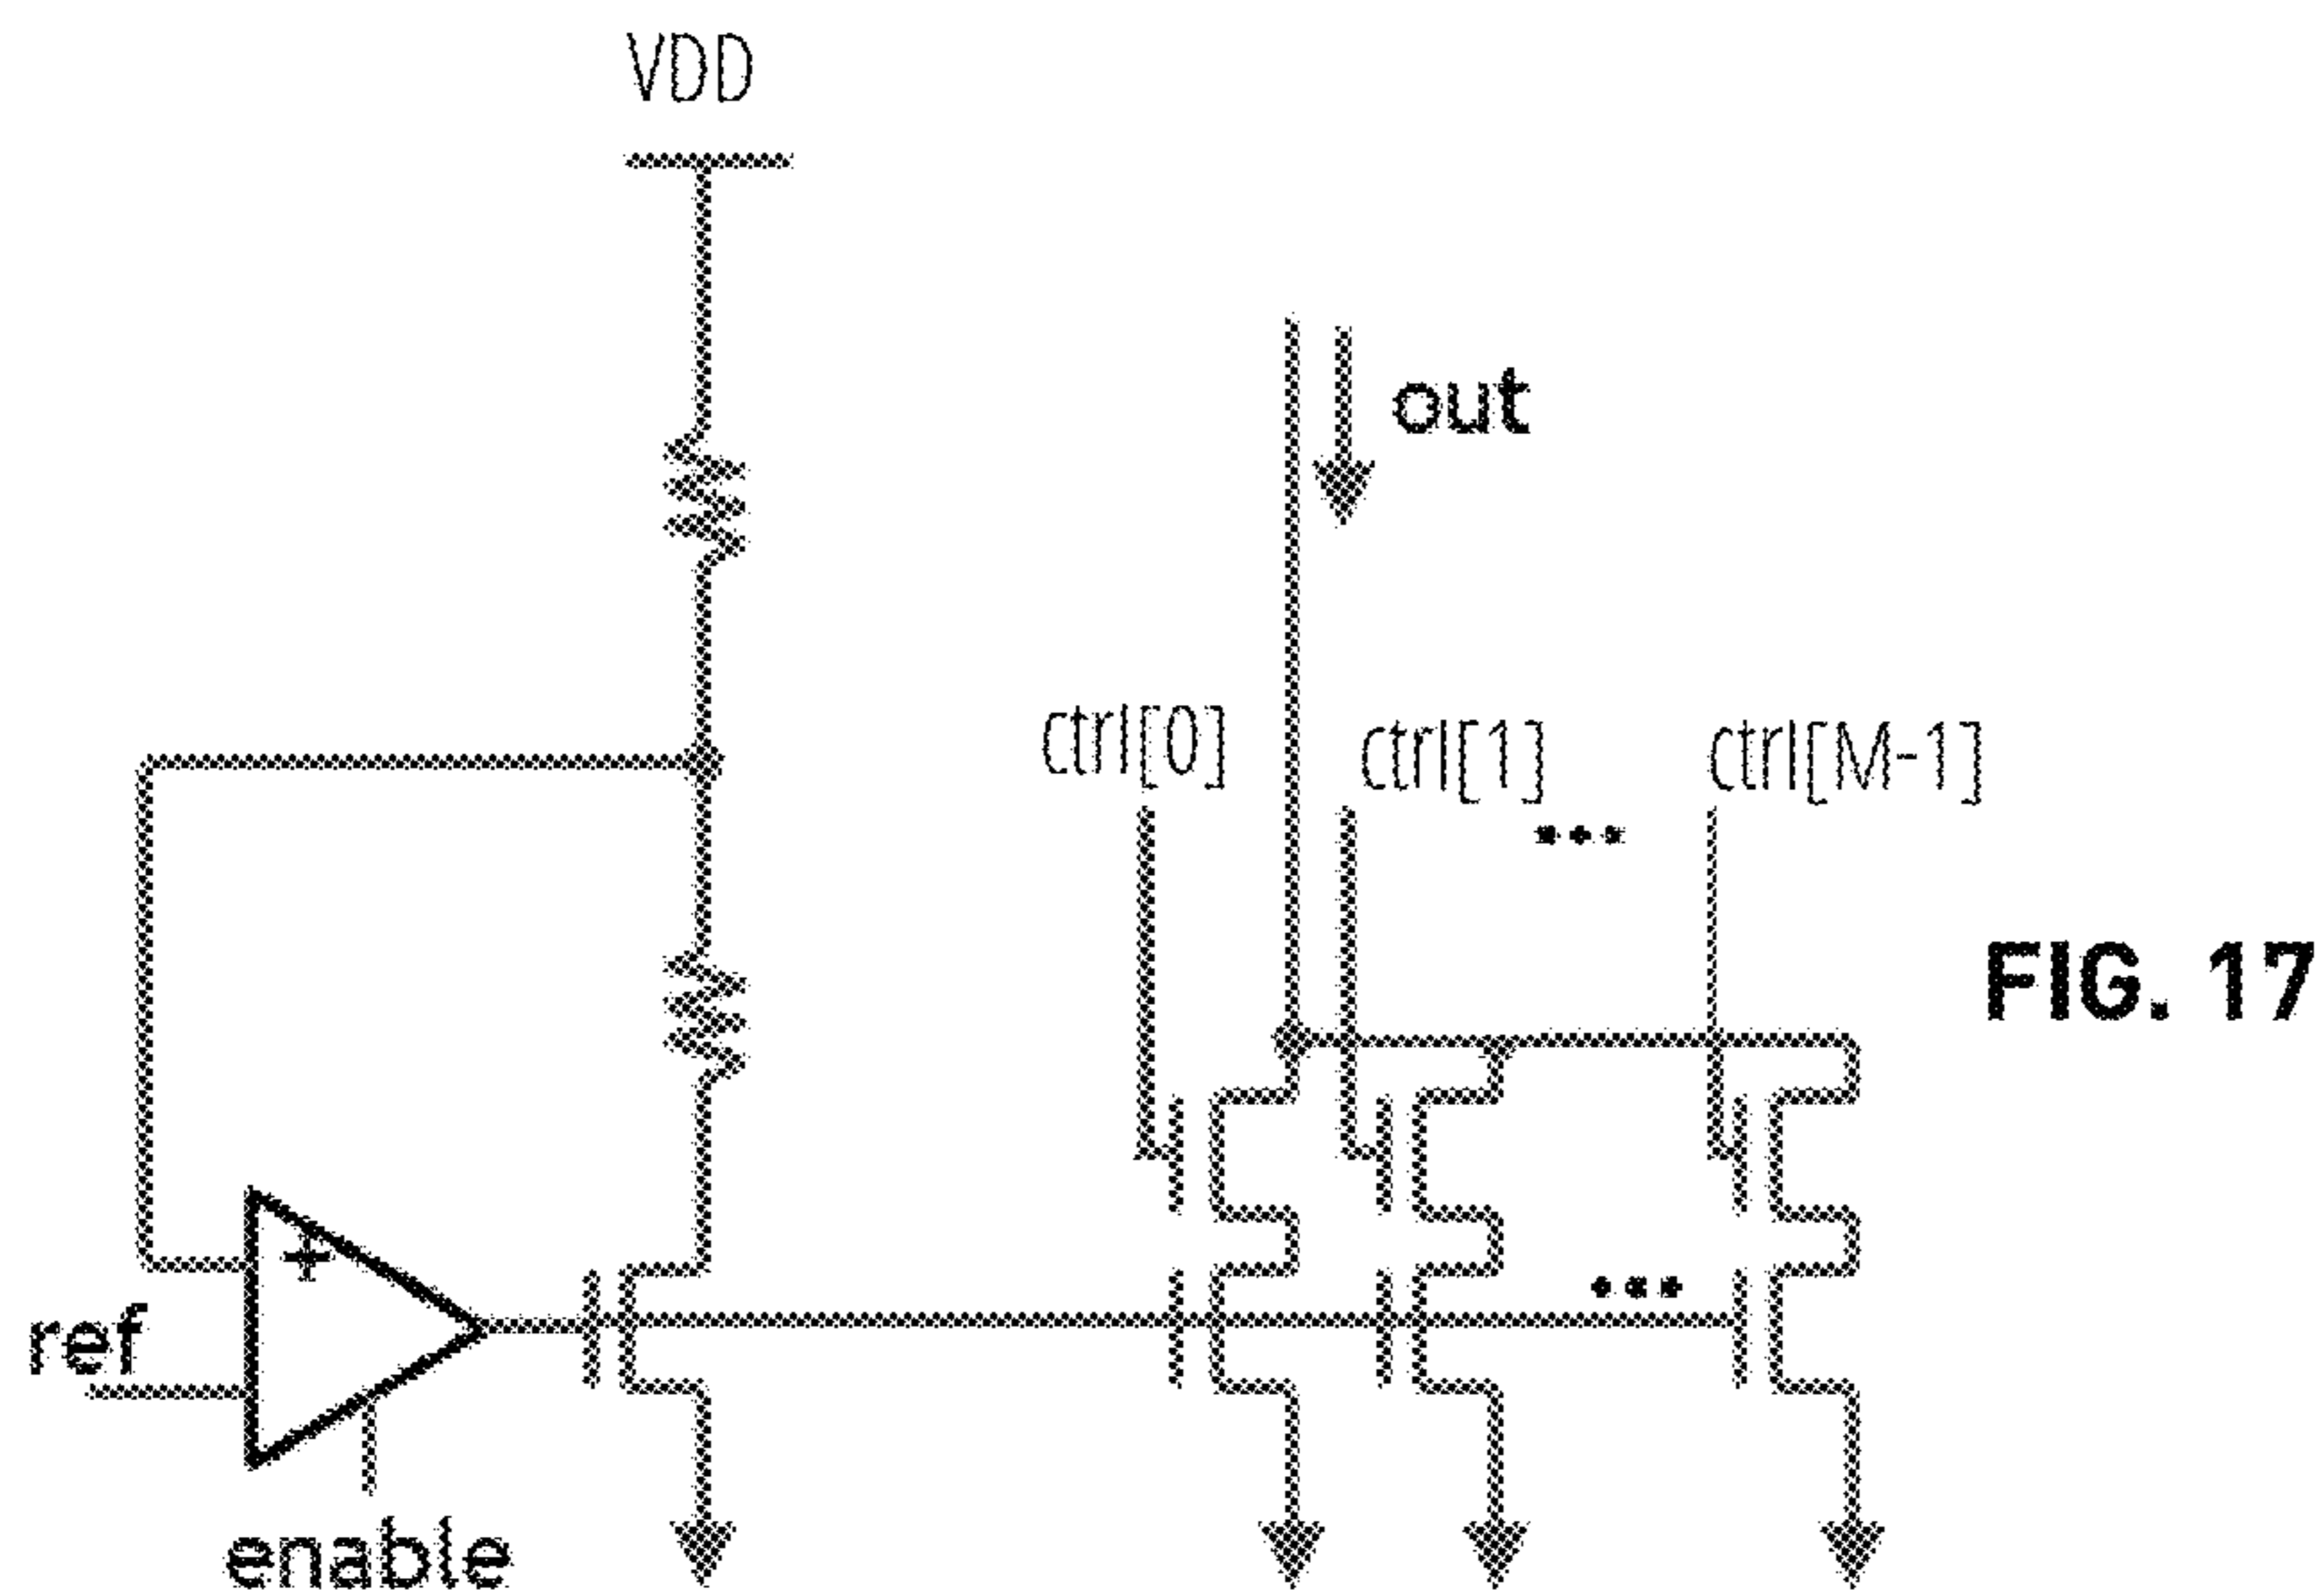 VDD
out
ctrl[0]
ctrl[1]
ctrl[M-1]
...
FIG. 17
+
ref
...
enable